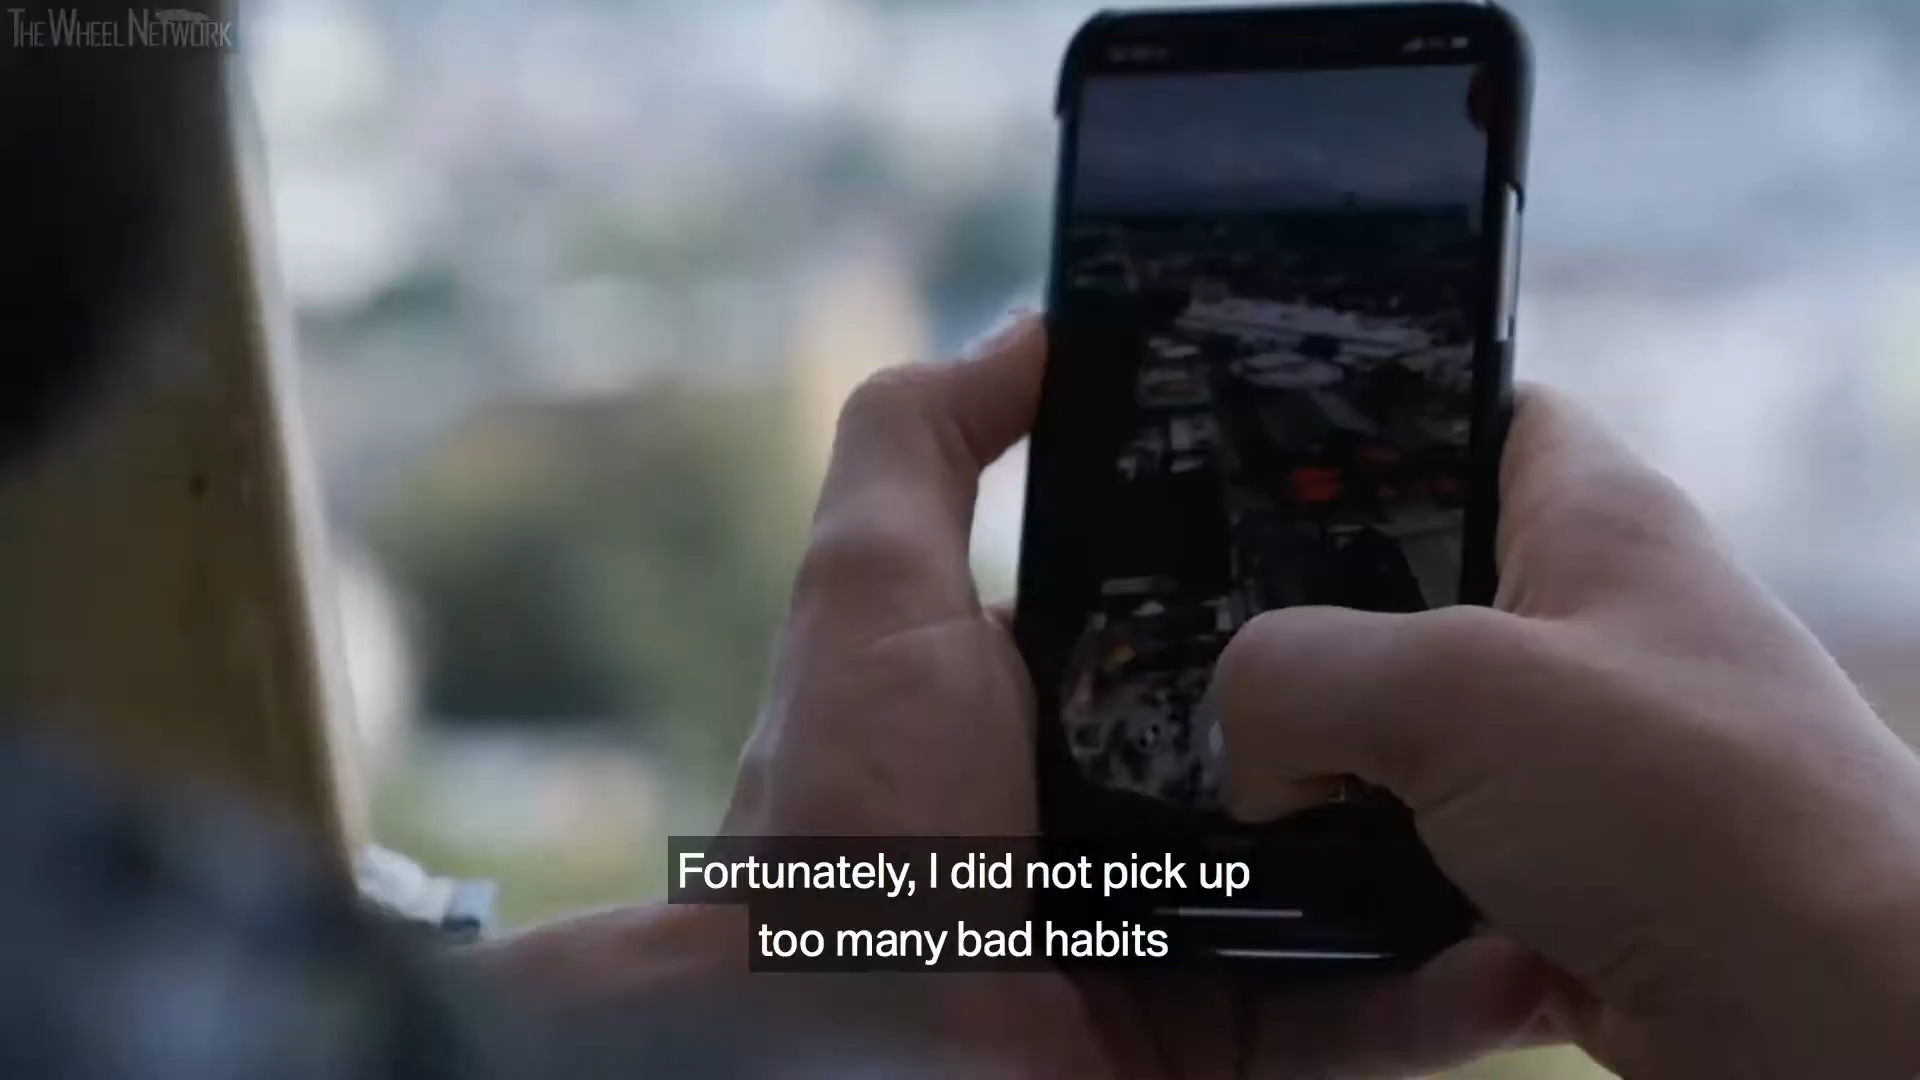 THE WHEEL NETWORK
Fortunately, I did not pick up
too many bad habits